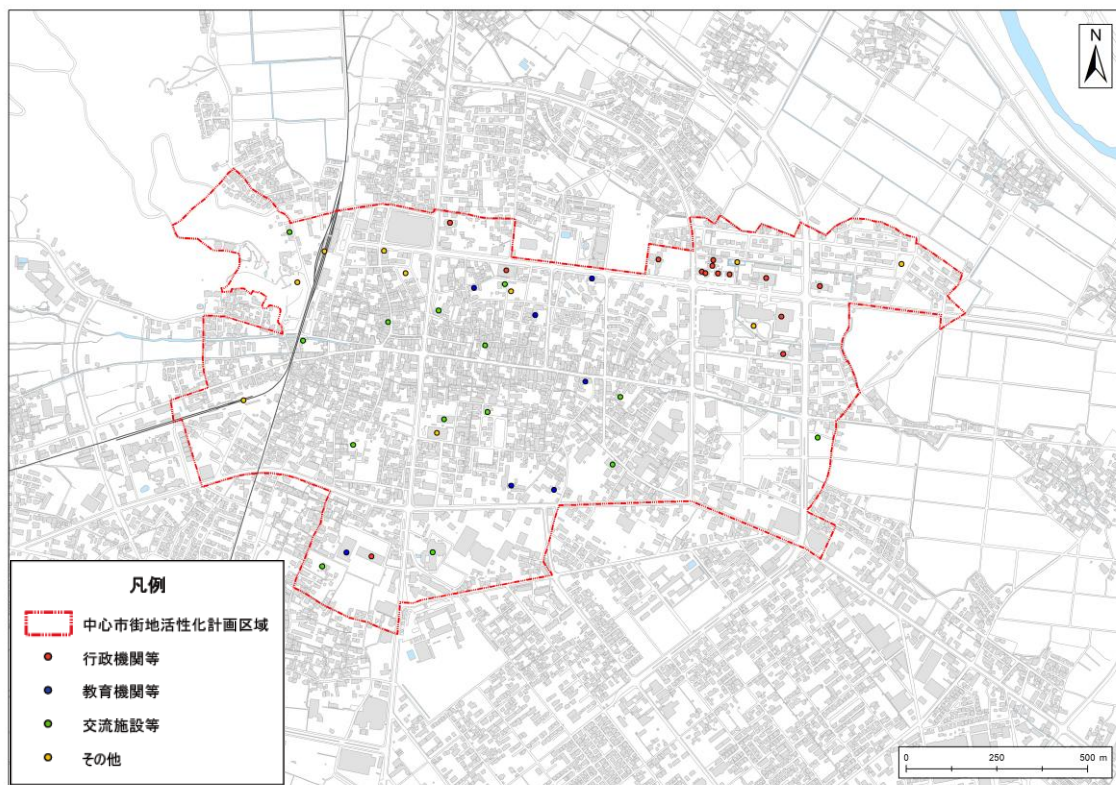 N
凡例
中心市街地活性化計画区域
行政機関等
教育機関等
交流施設等
その他
0 250 500 m